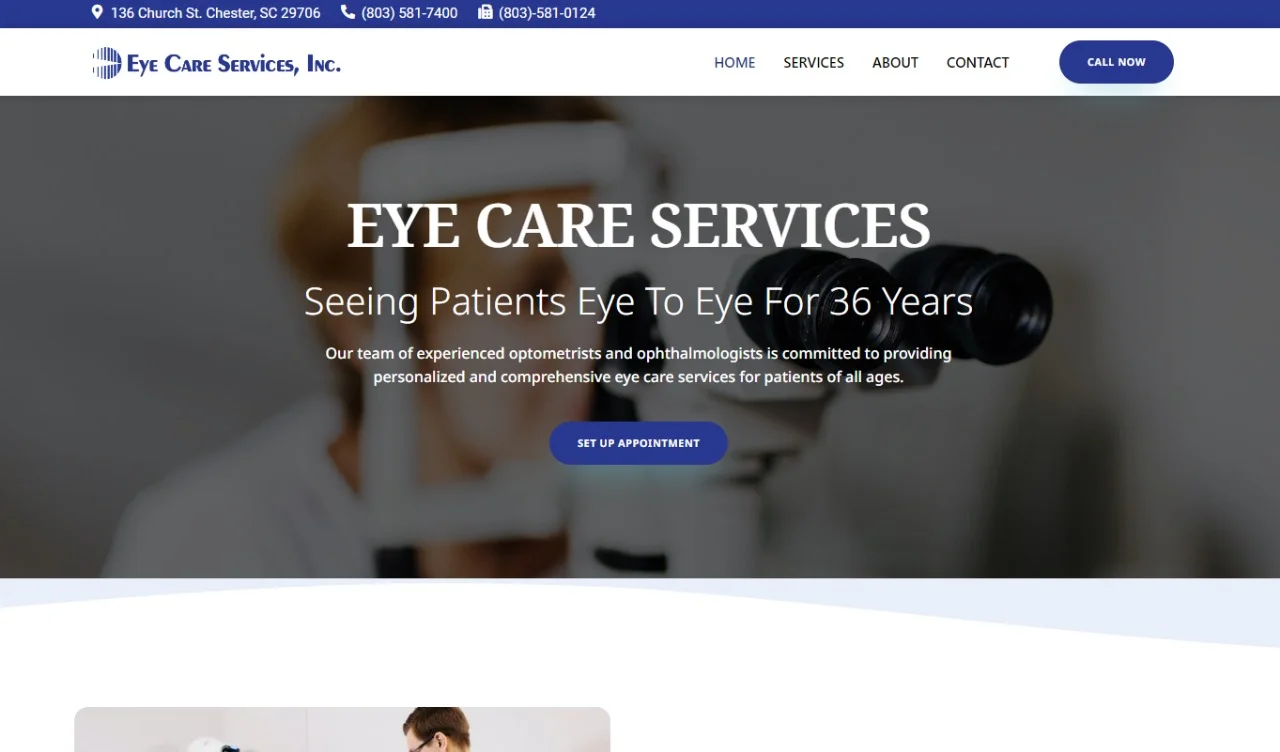 136 Church St. Chester, SC 29706 (803) 581-7400 (803)-581-0124
Eye Care Services, Inc. HOME SERVICES ABOUT CONTACT CALL NOW
EYE CARE SERVICES
Seeing Patients Eye To Eye For 36 Years
Our team of experienced optometrists and ophthalmologists is committed to providing
personalized and comprehensive eye care services for patients of all ages.
SET UP APPOINTMENT